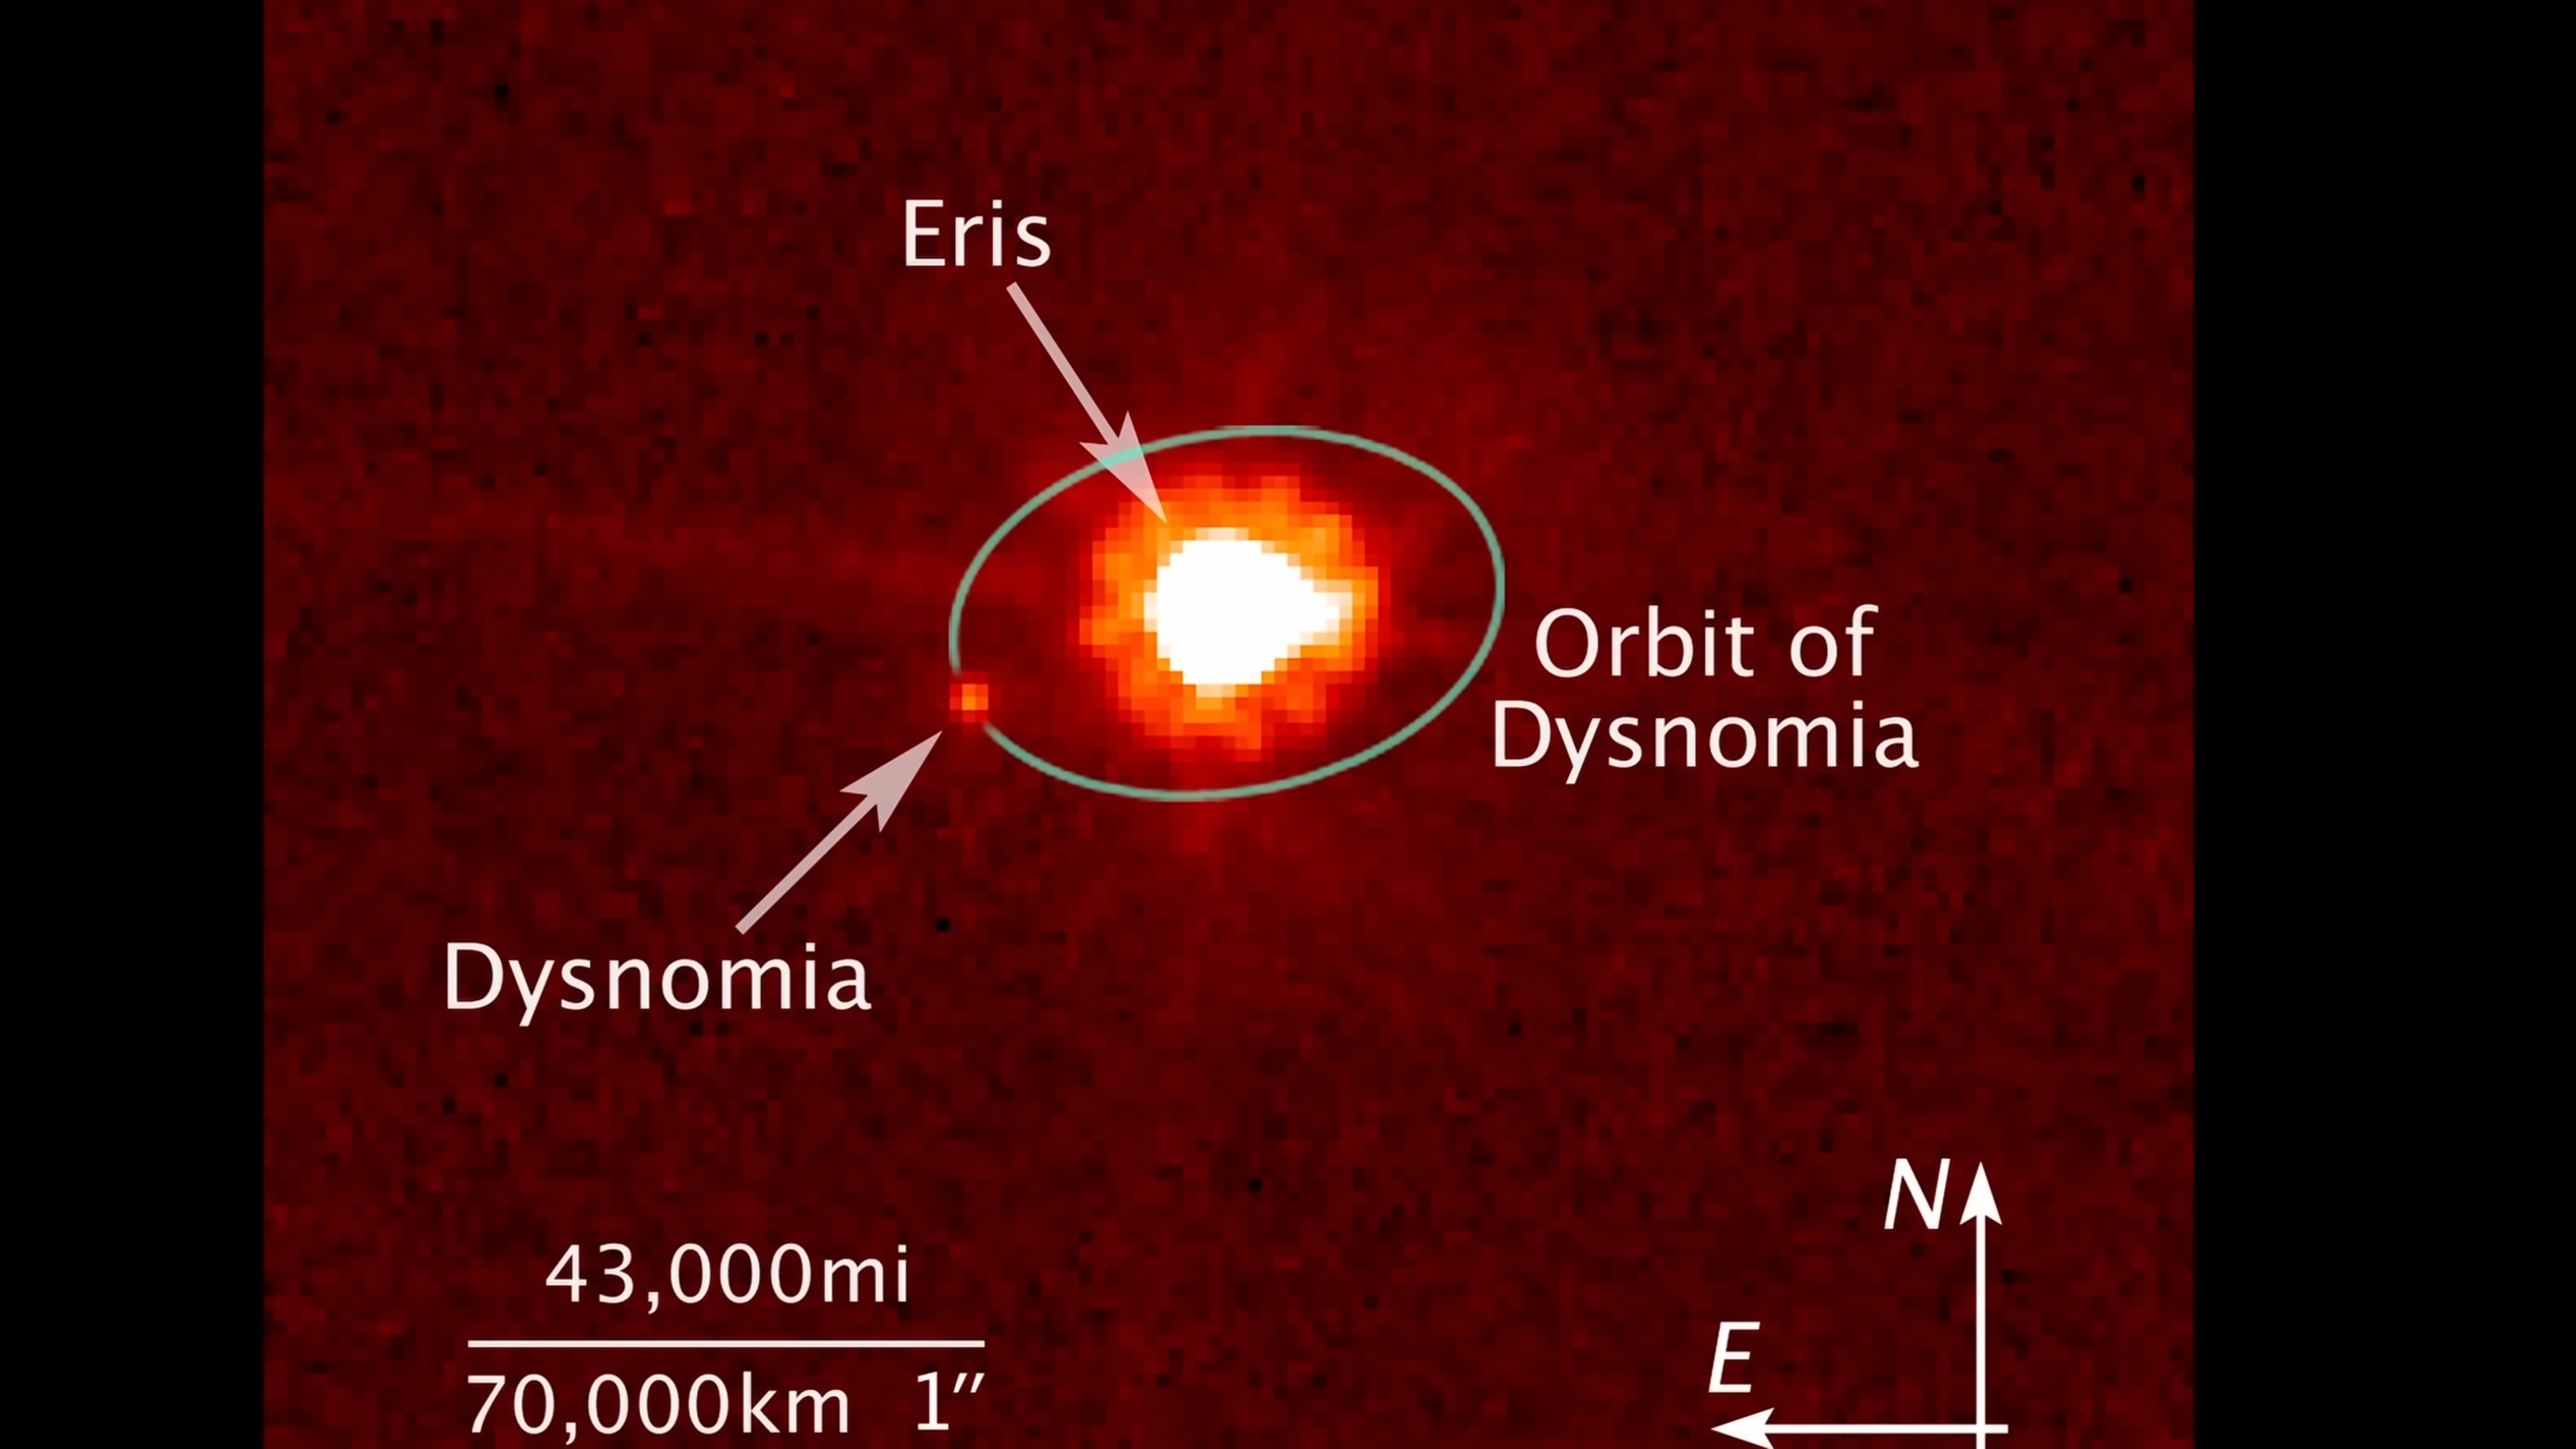 Eris
Orbit of
Dysnomia
Dysnomia
43,000mi
70,000km 1″
N
E